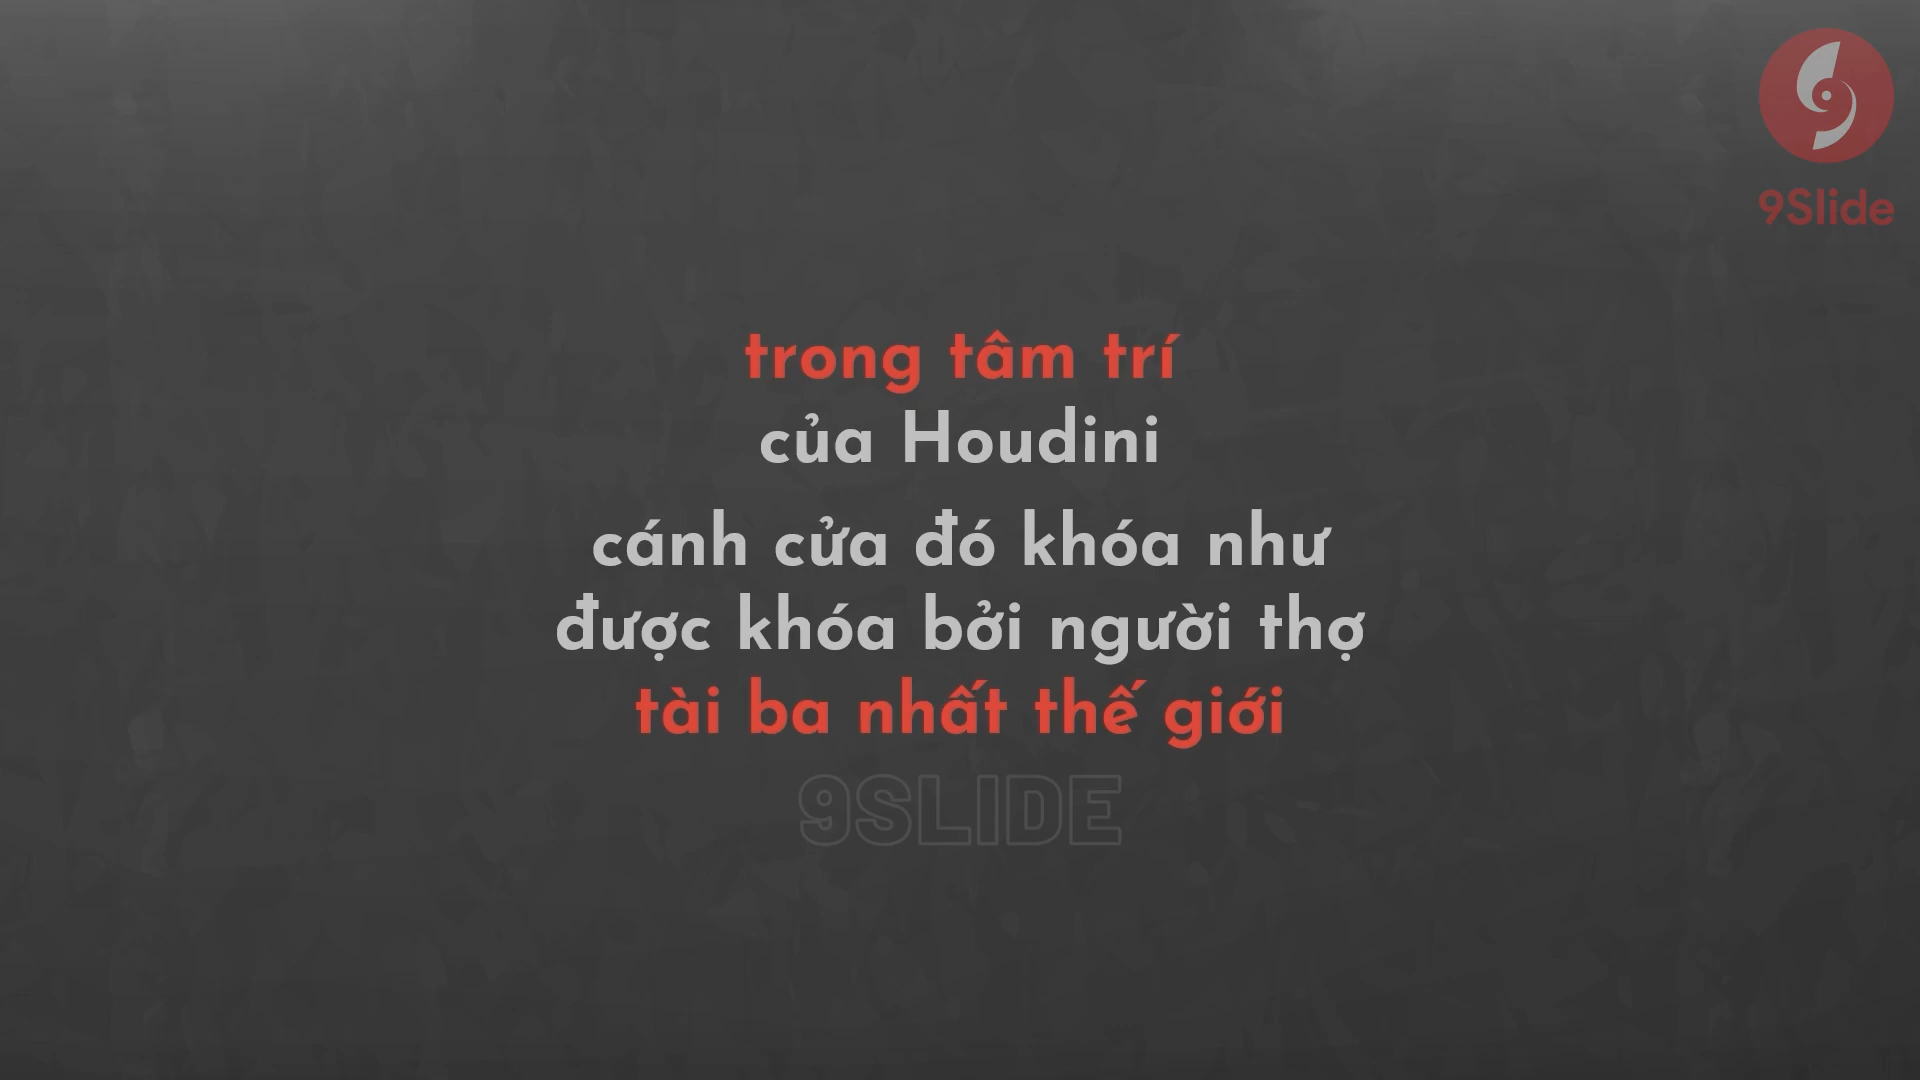 9Slide
trong tâm trí
của Houdini
cánh cửa đó khóa như
được khóa bởi người thợ
tài ba nhất thế giới
9SLIDE